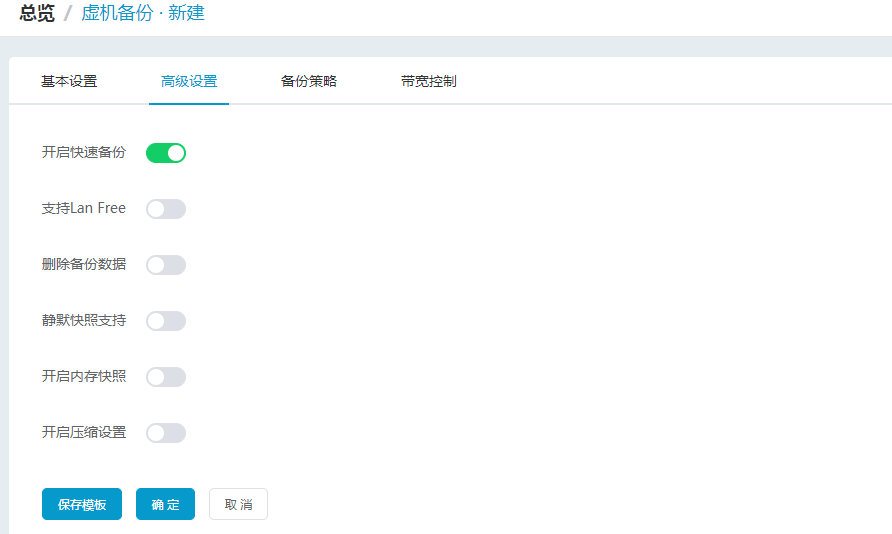 总览 / 虚机备份 · 新建
基本设置 高级设置 备份策略 带宽控制
开启快速备份
支持Lan Free
删除备份数据
静默快照支持
开启内存快照
开启压缩设置
保存模板 确 定 取 消